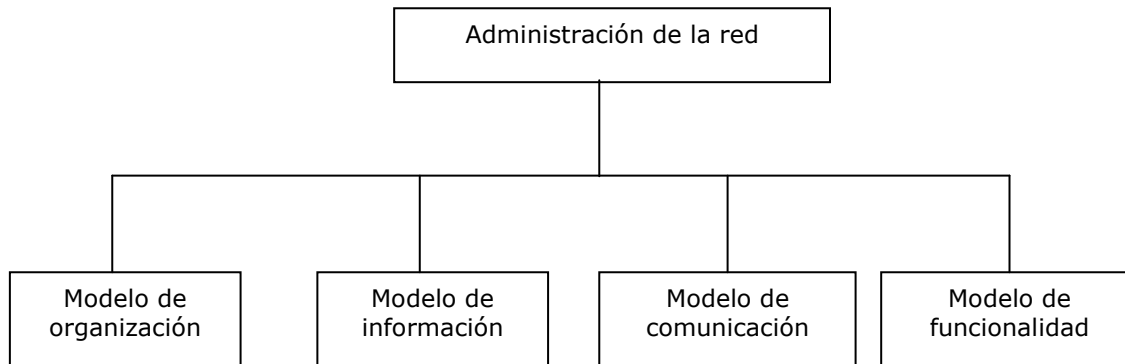 Administración de la red
Modelo de
organización
Modelo de
información
Modelo de
comunicación
Modelo de
funcionalidad